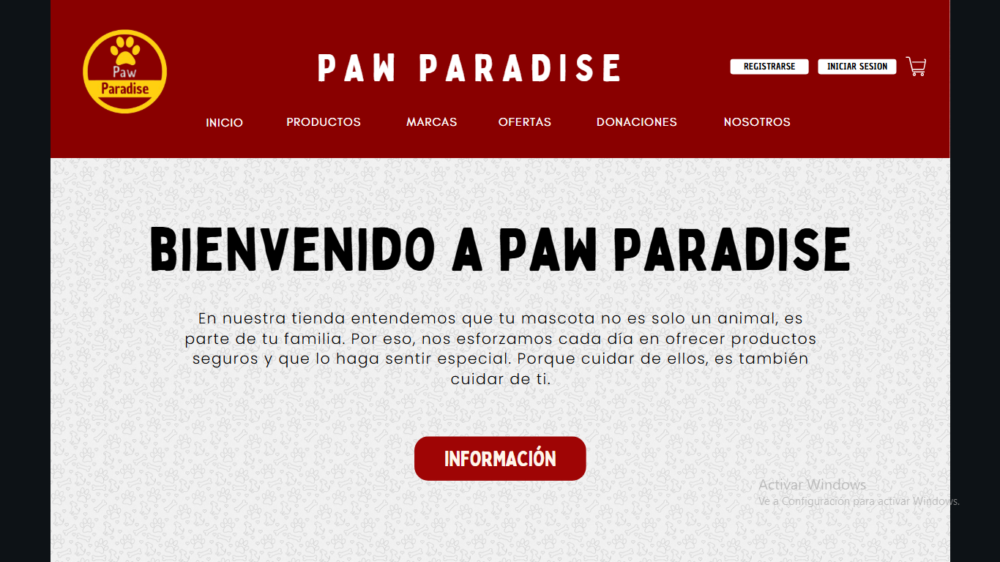 Paw
Paradise
PAW PARADISE
REGISTRARSE
INICIAR SESION
INICIO
PRODUCTOS
MARCAS
OFERTAS
DONACIONES
NOSOTROS
BIENVENIDO A PAW PARADISE
En nuestra tienda entendemos que tu mascota no es solo un animal, es
parte de tu familia. Por eso, nos esforzamos cada día en ofrecer productos
seguros y que lo haga sentir especial. Porque cuidar de ellos, es también
cuidar de ti.
INFORMACIÓN
Activar Windows
Ve a Configuración para activar Windows.